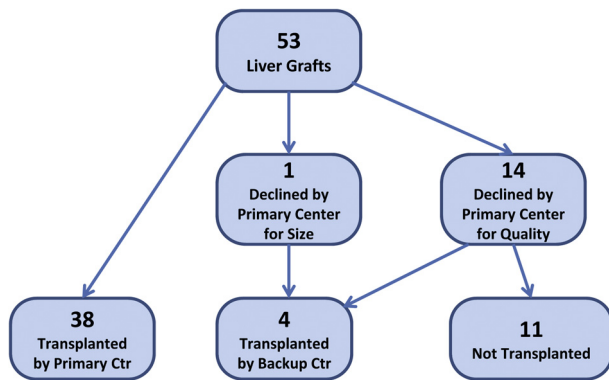 53
Liver Grafts
1
Declined by
Primary Center
for Size
14
Declined by
Primary Center
for Quality
38
Transplanted
by Primary Ctr
4
Transplanted
by Backup Ctr
11
Not Transplanted